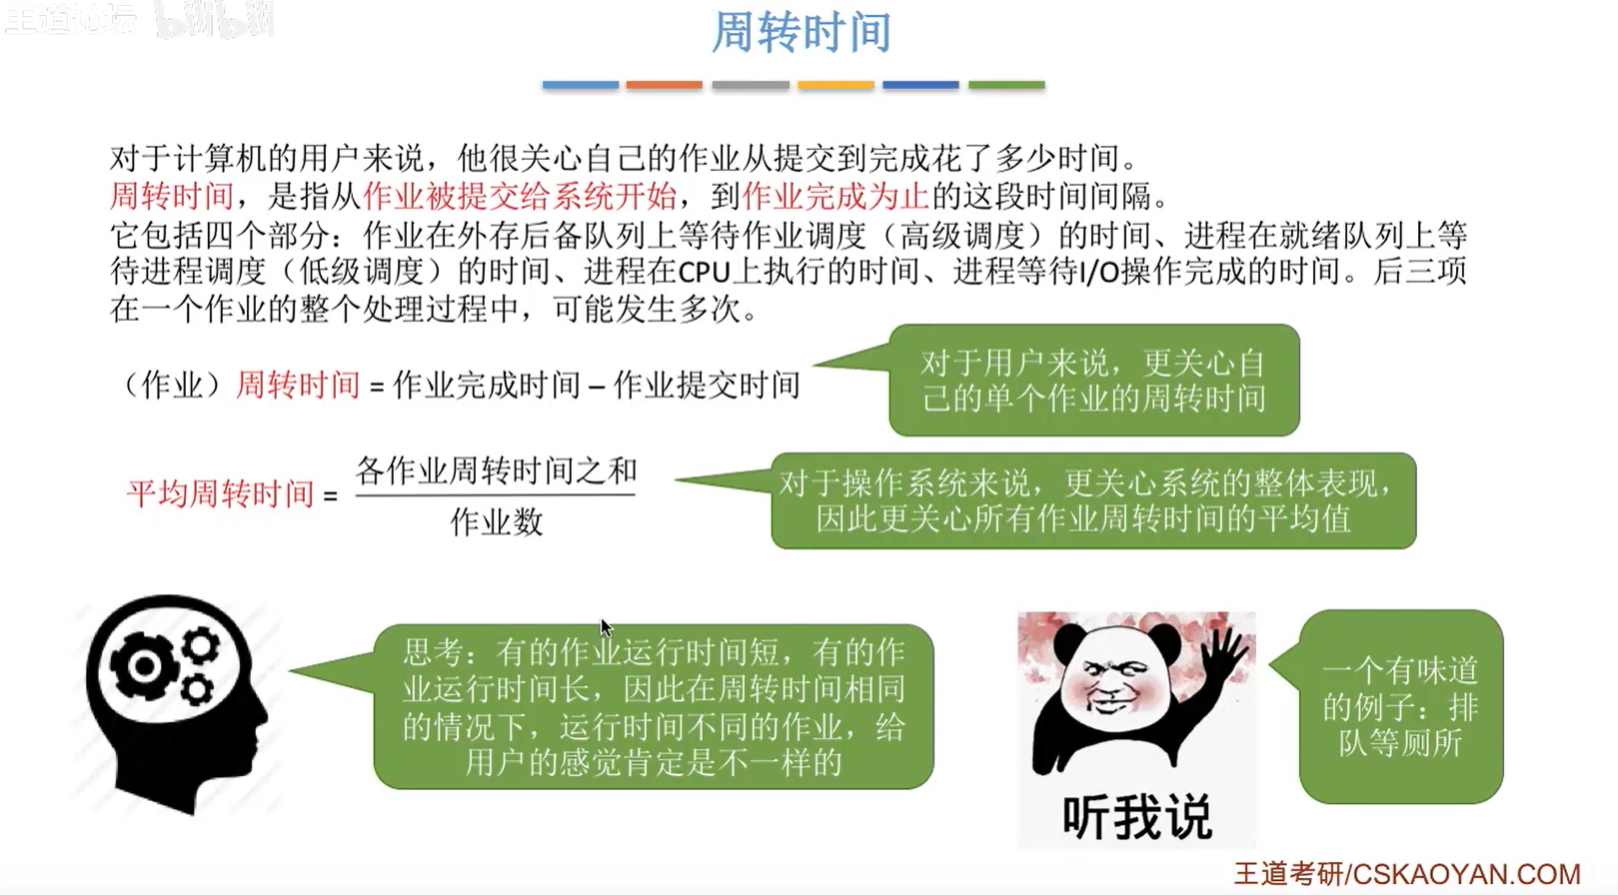 王道论坛 bilibili
周转时间
对于计算机的用户来说，他很关心自己的作业从提交到完成花了多少时间。
周转时间，是指从作业被提交给系统开始，到作业完成为止的这段时间间隔。
它包括四个部分：作业在外存后备队列上等待作业调度（高级调度）的时间、进程在就绪队列上等
待进程调度（低级调度）的时间、进程在CPU上执行的时间、进程等待I/O操作完成的时间。后三项
在一个作业的整个处理过程中，可能发生多次。
（作业）周转时间 = 作业完成时间 – 作业提交时间
对于用户来说，更关心自
己的单个作业的周转时间
平均周转时间 =
各作业周转时间之和
作业数
对于操作系统来说，更关心系统的整体表现，
因此更关心所有作业周转时间的平均值
思考：有的作业运行时间短，有的作
业运行时间长，因此在周转时间相同
的情况下，运行时间不同的作业，给
用户的感觉肯定是不一样的
听我说
一个有味道
的例子：排
队等厕所
王道考研/CSKAOYAN.COM